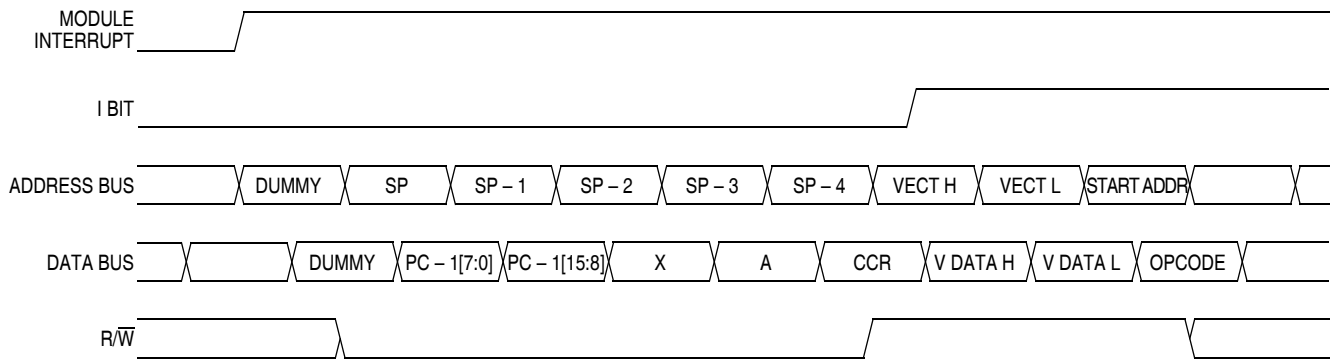 MODULE
INTERRUPT
I BIT
ADDRESS BUS DUMMY SP SP – 1 SP – 2 SP – 3 SP – 4 VECT H VECT L START ADDR
DATA BUS DUMMY PC – 1[7:0] PC – 1[15:8] X A CCR V DATA H V DATA L OPCODE
R/W̅